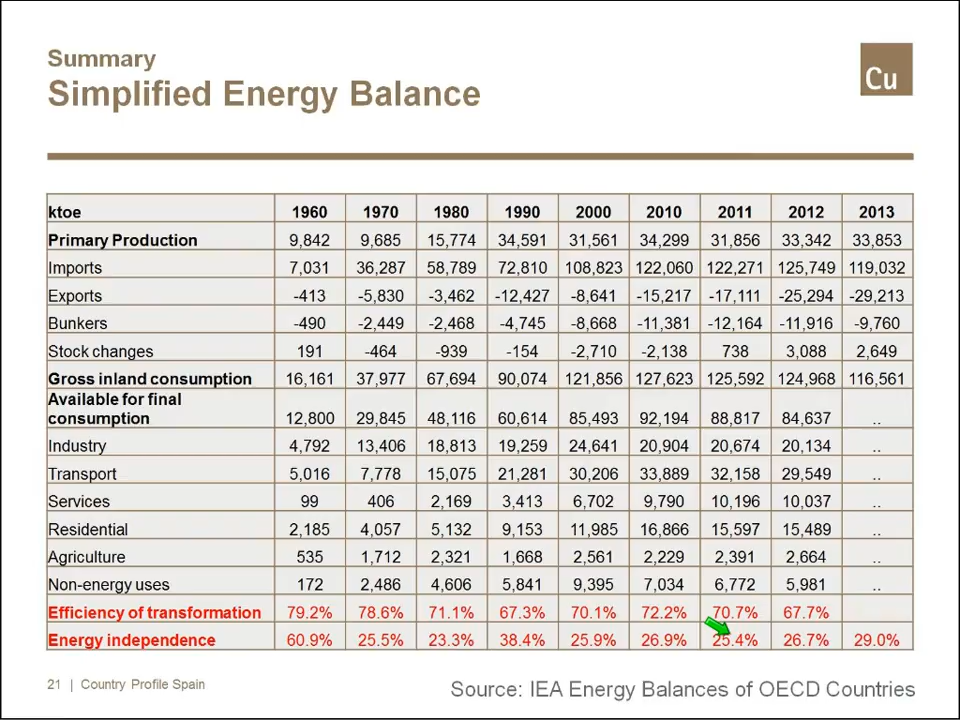 Summary
Simplified Energy Balance
Cu
ktoe 1960 1970 1980 1990 2000 2010 2011 2012 2013
Primary Production 9,842 9,685 15,774 34,591 31,561 34,299 31,856 33,342 33,853
Imports 7,031 36,287 58,789 72,810 108,823 122,060 122,271 125,749 119,032
Exports -413 -5,830 -3,462 -12,427 -8,641 -15,217 -17,111 -25,294 -29,213
Bunkers -490 -2,449 -2,468 -4,745 -8,668 -11,381 -12,164 -11,916 -9,760
Stock changes 191 -464 -939 -154 -2,710 -2,138 738 3,088 2,649
Gross inland consumption 16,161 37,977 67,694 90,074 121,856 127,623 125,592 124,968 116,561
Available for final
consumption 12,800 29,845 48,116 60,614 85,493 92,194 88,817 84,637 ..
Industry 4,792 13,406 18,813 19,259 24,641 20,904 20,674 20,134 ..
Transport 5,016 7,778 15,075 21,281 30,206 33,889 32,158 29,549 ..
Services 99 406 2,169 3,413 6,702 9,790 10,196 10,037 ..
Residential 2,185 4,057 5,132 9,153 11,985 16,866 15,597 15,489 ..
Agriculture 535 1,712 2,321 1,668 2,561 2,229 2,391 2,664 ..
Non-energy uses 172 2,486 4,606 5,841 9,395 7,034 6,772 5,981 ..
Efficiency of transformation 79.2% 78.6% 71.1% 67.3% 70.1% 72.2% 70.7% 67.7%
Energy independence 60.9% 25.5% 23.3% 38.4% 25.9% 26.9% 25.4% 26.7% 29.0%
21 | Country Profile Spain
Source: IEA Energy Balances of OECD Countries